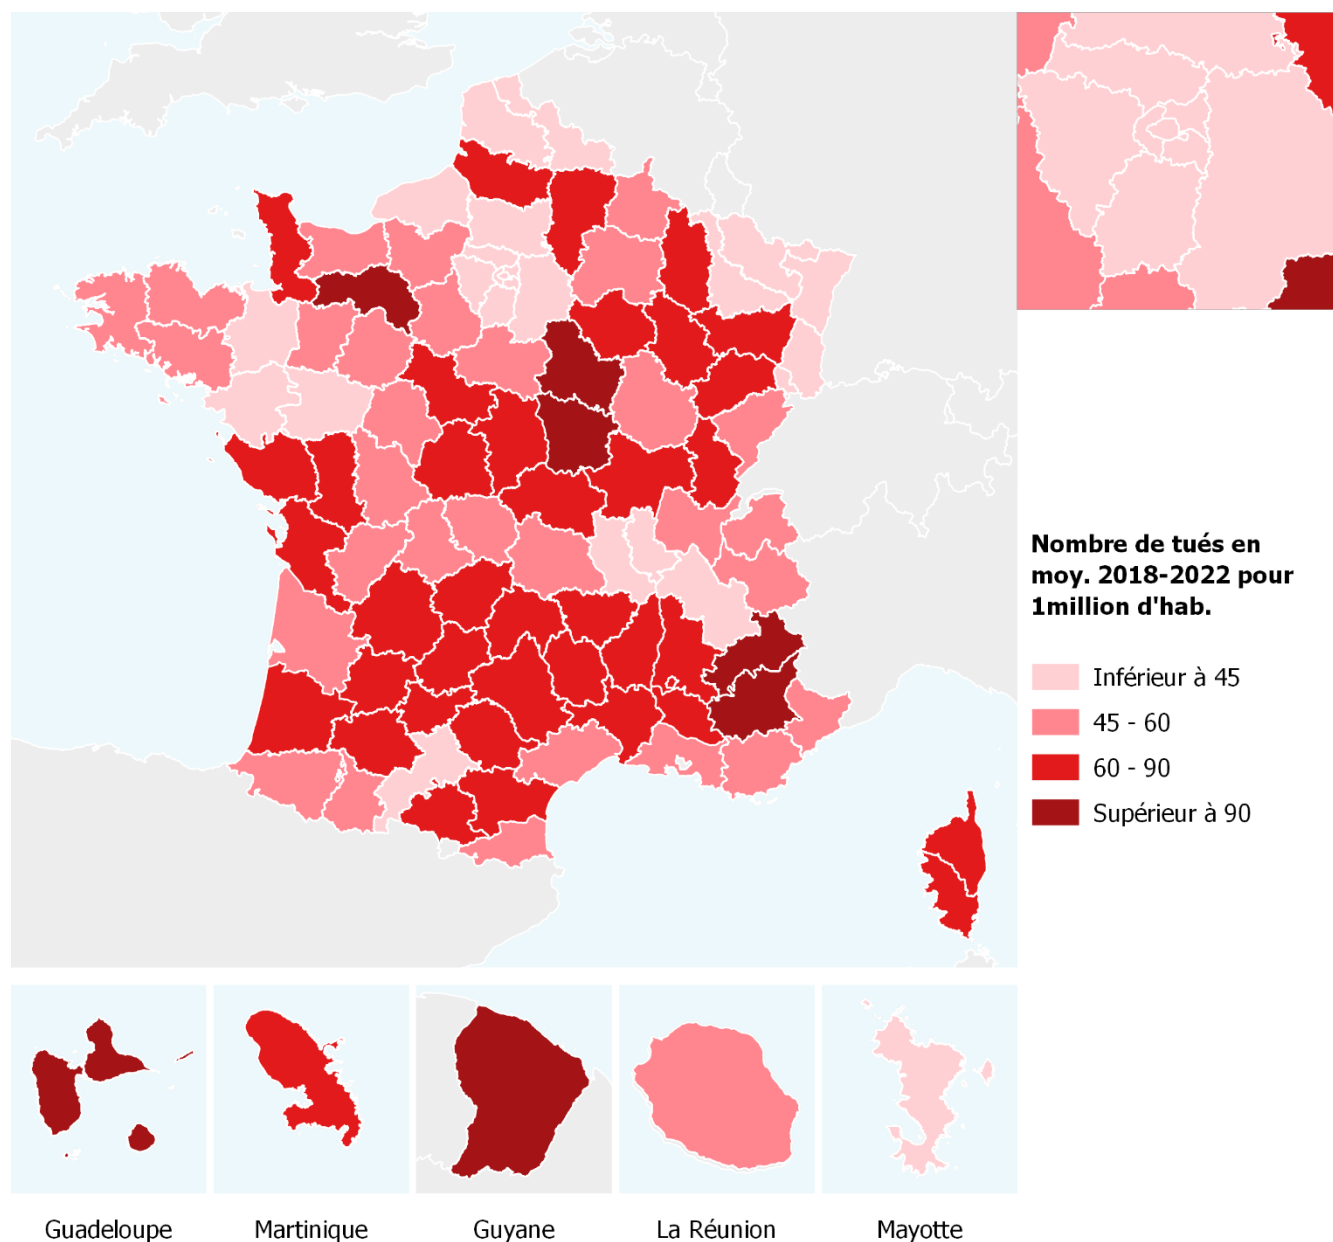 Nombre de tués en
moy. 2018-2022 pour
1million d'hab.
Inférieur à 45
45 - 60
60 - 90
Supérieur à 90
Guadeloupe
Martinique
Guyane
La Réunion
Mayotte